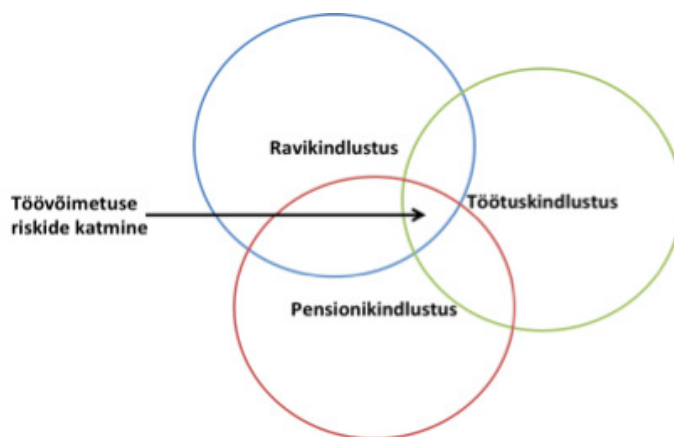 Ravikindlustus
Töövõimetuse
riskide katmine
Töötuskindlustus
Pensionikindlustus